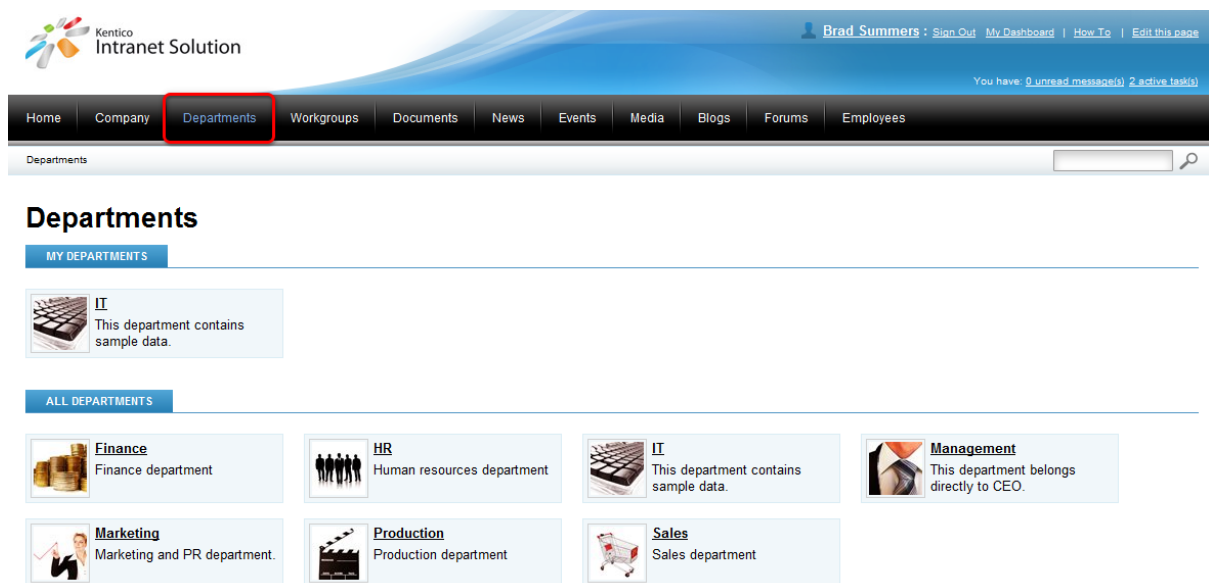 Kentico
Intranet Solution
Brad Summers : Sign Out My Dashboard | How To | Edit this page
You have: 0 unread message(s) 2 active task(s)
Home Company Departments Workgroups Documents News Events Media Blogs Forums Employees
Departments
Departments
MY DEPARTMENTS
IT
This department contains
sample data.
ALL DEPARTMENTS
Finance
Finance department
HR
Human resources department
IT
This department contains
sample data.
Management
This department belongs
directly to CEO.
Marketing
Marketing and PR department.
Production
Production department
Sales
Sales department